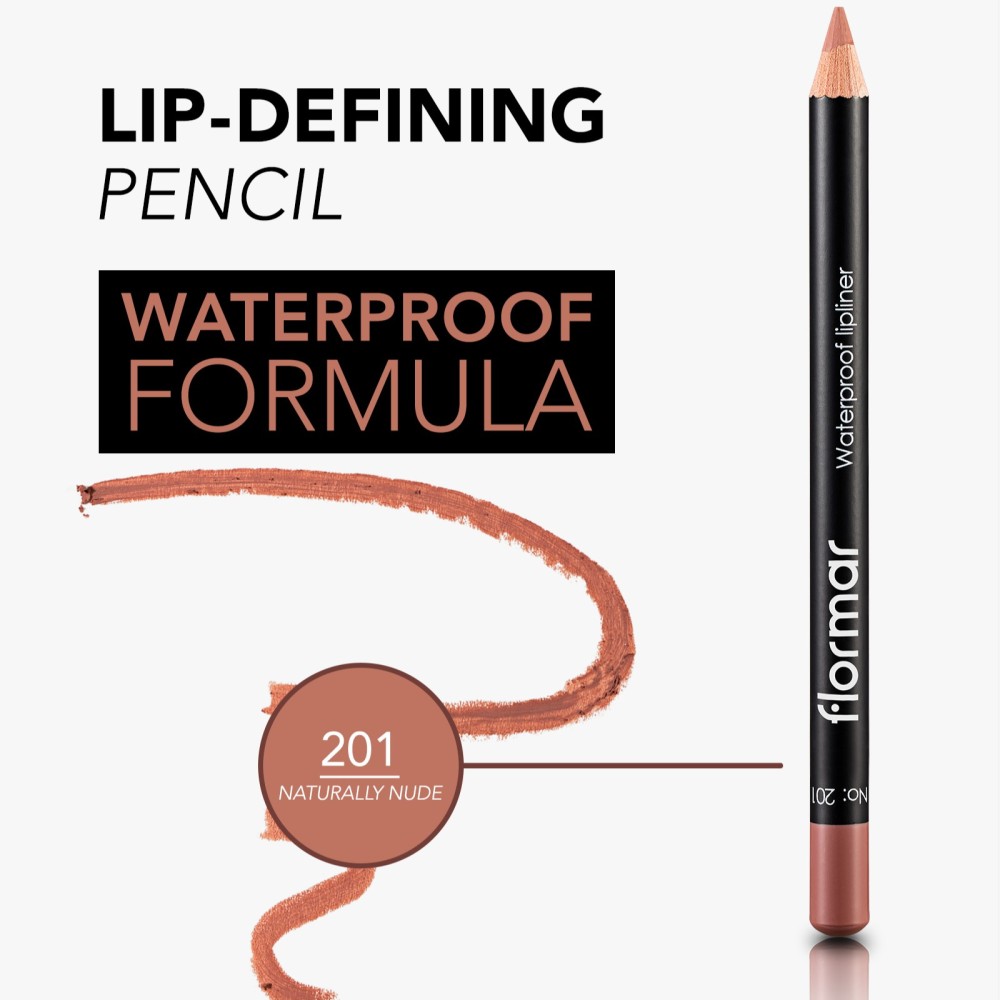 LIP-DEFINING
PENCIL
WATERPROOF
FORMULA
201
NATURALLY NUDE
Waterproof lipliner
flormar
No: 201